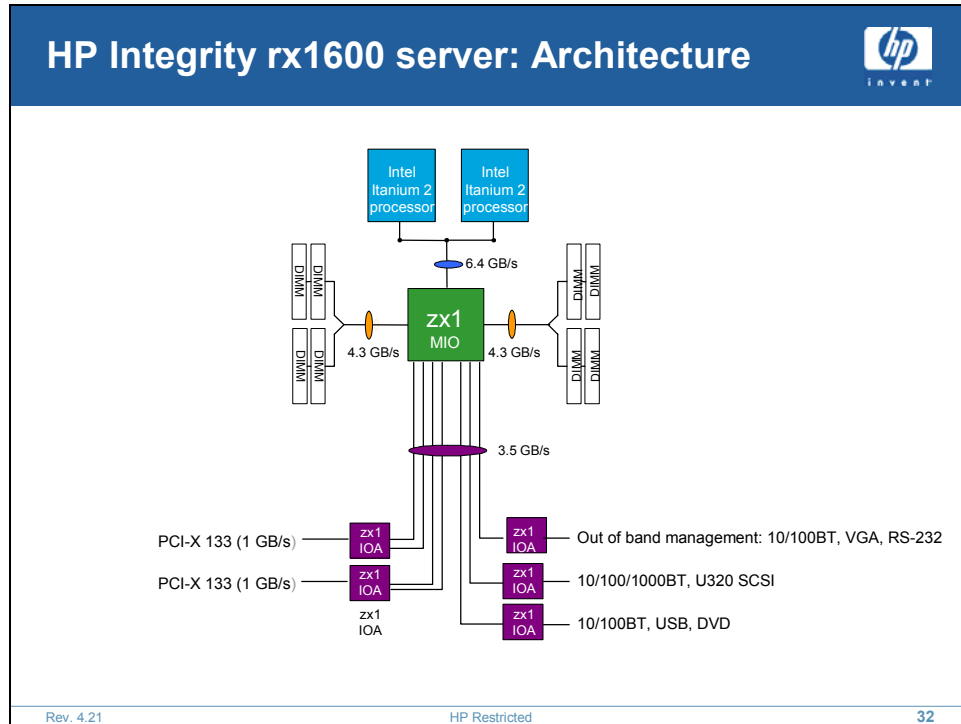 HP Integrity rx1600 server: Architecture
hp
invent
Intel
Itanium 2
processor
Intel
Itanium 2
processor
6.4 GB/s
DIMM
DIMM
DIMM
DIMM
zx1
MIO
4.3 GB/s
4.3 GB/s
DIMM
DIMM
DIMM
DIMM
3.5 GB/s
PCI-X 133 (1 GB/s)
zx1
IOA
zx1
IOA
Out of band management: 10/100BT, VGA, RS-232
PCI-X 133 (1 GB/s)
zx1
IOA
zx1
IOA
10/100/1000BT, U320 SCSI
zx1
IOA
zx1
IOA
10/100BT, USB, DVD
Rev. 4.21
HP Restricted
32